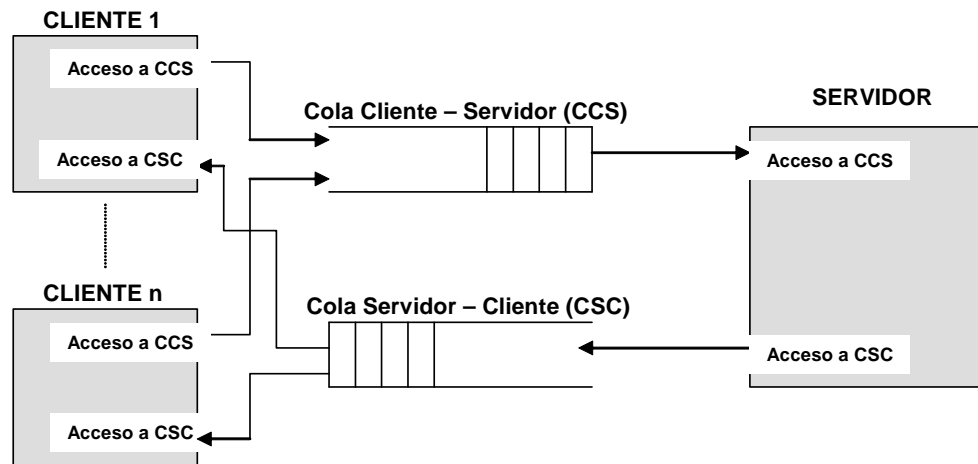 CLIENTE 1
Acceso a CCS
Acceso a CSC
CLIENTE n
Acceso a CCS
Acceso a CSC
Cola Cliente – Servidor (CCS)
Cola Servidor – Cliente (CSC)
SERVIDOR
Acceso a CCS
Acceso a CSC